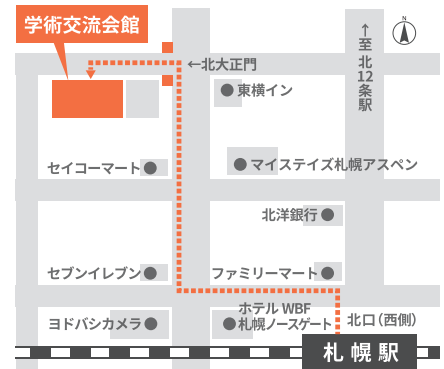 学術交流会館
N
←至 北12条駅
←北大正門
東横イン
セイコーマート
マイステイズ札幌アスペン
北洋銀行
セブンイレブン
ファミリーマート
ヨドバシカメラ
ホテル WBF
札幌ノースゲート
北口(西側)
札幌駅